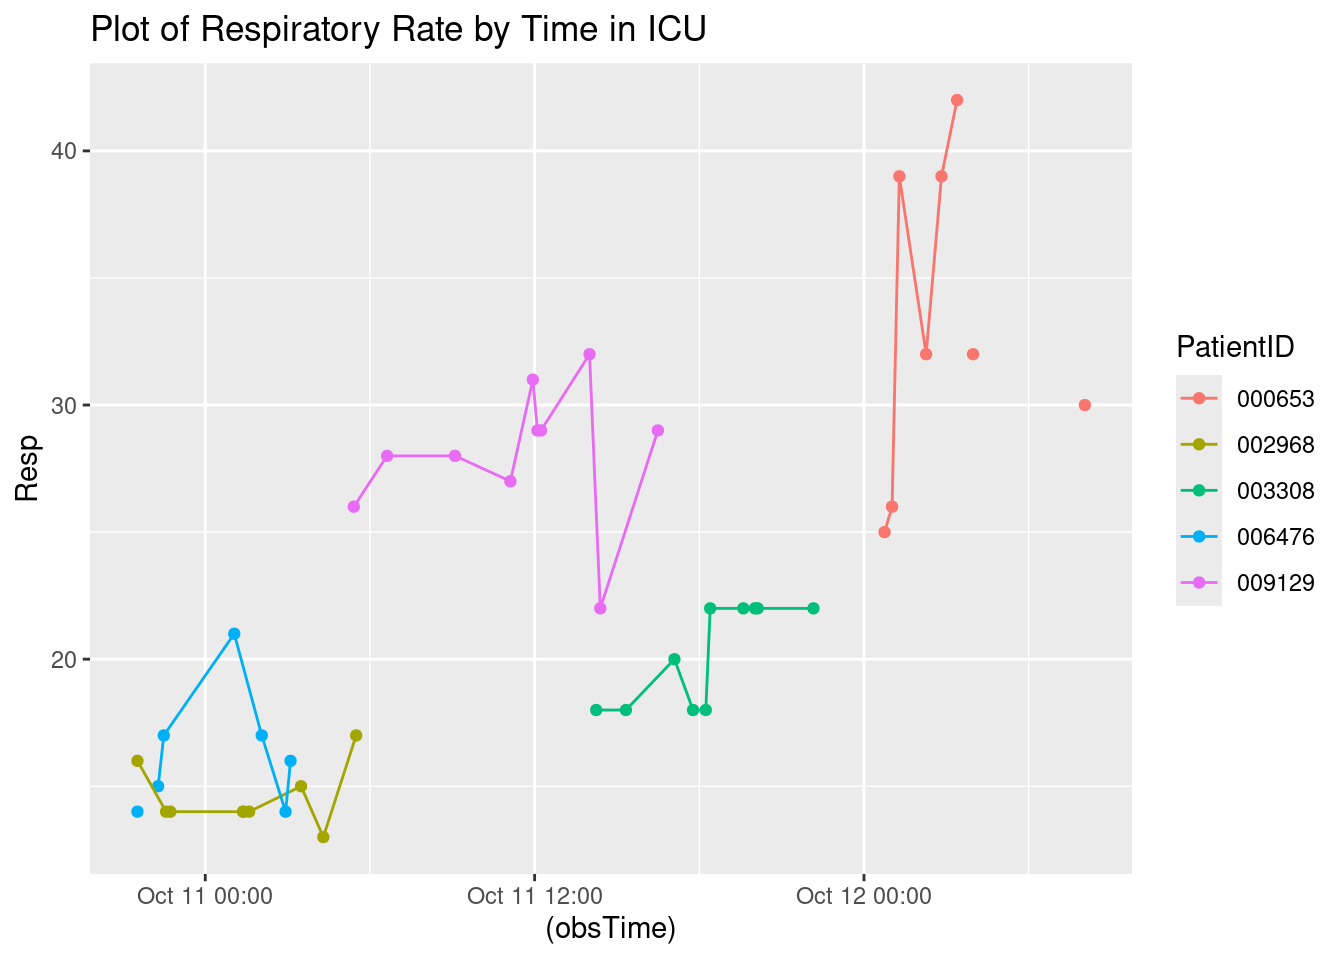 Plot of Respiratory Rate by Time in ICU
40
30
20
Resp
Oct 11 00:00
Oct 11 12:00
Oct 12 00:00
(obsTime)
PatientID
000653
002968
003308
006476
009129